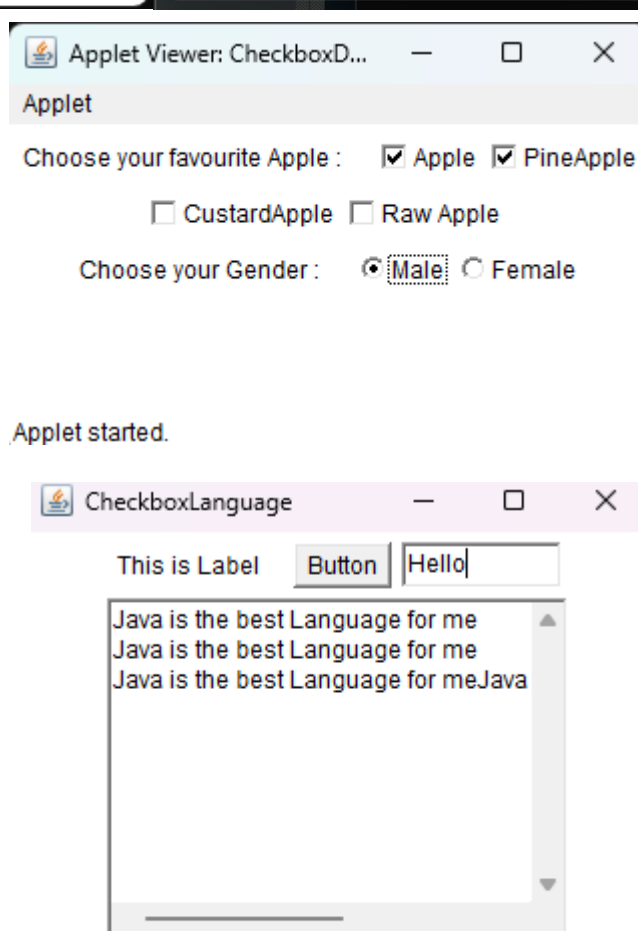 Applet Viewer: CheckboxD...
Applet
Choose your favourite Apple : Apple PineApple
CustardApple Raw Apple
Choose your Gender : Male Female
Applet started.
CheckboxLanguage
This is Label Button Hello
Java is the best Language for me
Java is the best Language for me
Java is the best Language for meJava